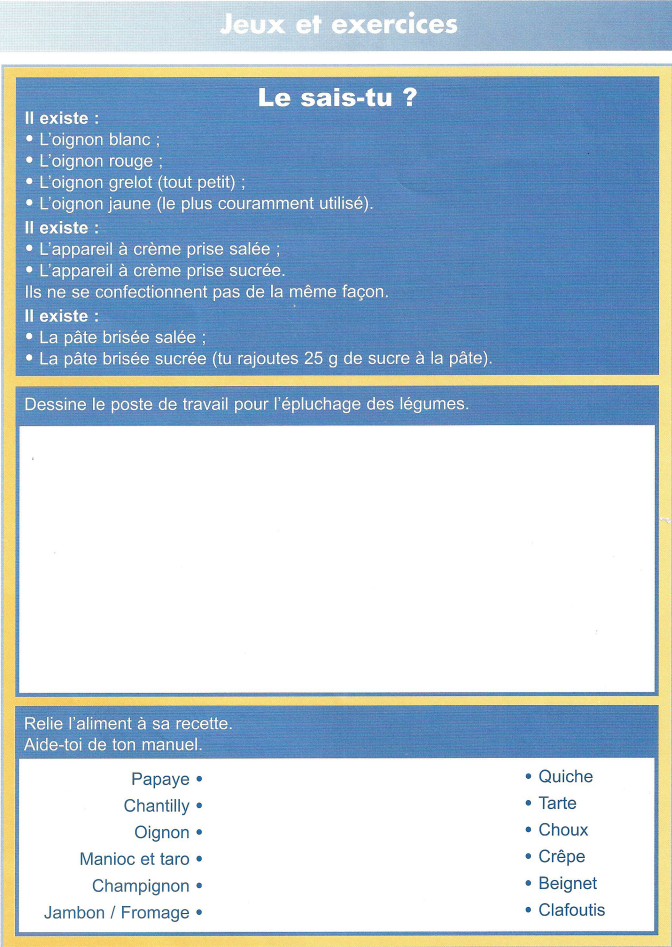 Jeux et exercices
Le sais-tu ?
Il existe :
• L'oignon blanc ;
• L'oignon rouge ;
• L'oignon grelot (tout petit) ;
• L'oignon jaune (le plus couramment utilisé).
Il existe :
• L'appareil à crème prise salée ;
• L'appareil à crème prise sucrée.
Ils ne se confectionnent pas de la même façon.
Il existe :
• La pâte brisée salée ;
• La pâte brisée sucrée (tu rajoutes 25 g de sucre à la pâte).
Dessine le poste de travail pour l'épluchage des légumes.
Relie l'aliment à sa recette.
Aide-toi de ton manuel.
Papaye • • Quiche
Chantilly • • Tarte
Oignon • • Choux
Manioc et taro • • Crêpe
Champignon • • Beignet
Jambon / Fromage • • Clafoutis